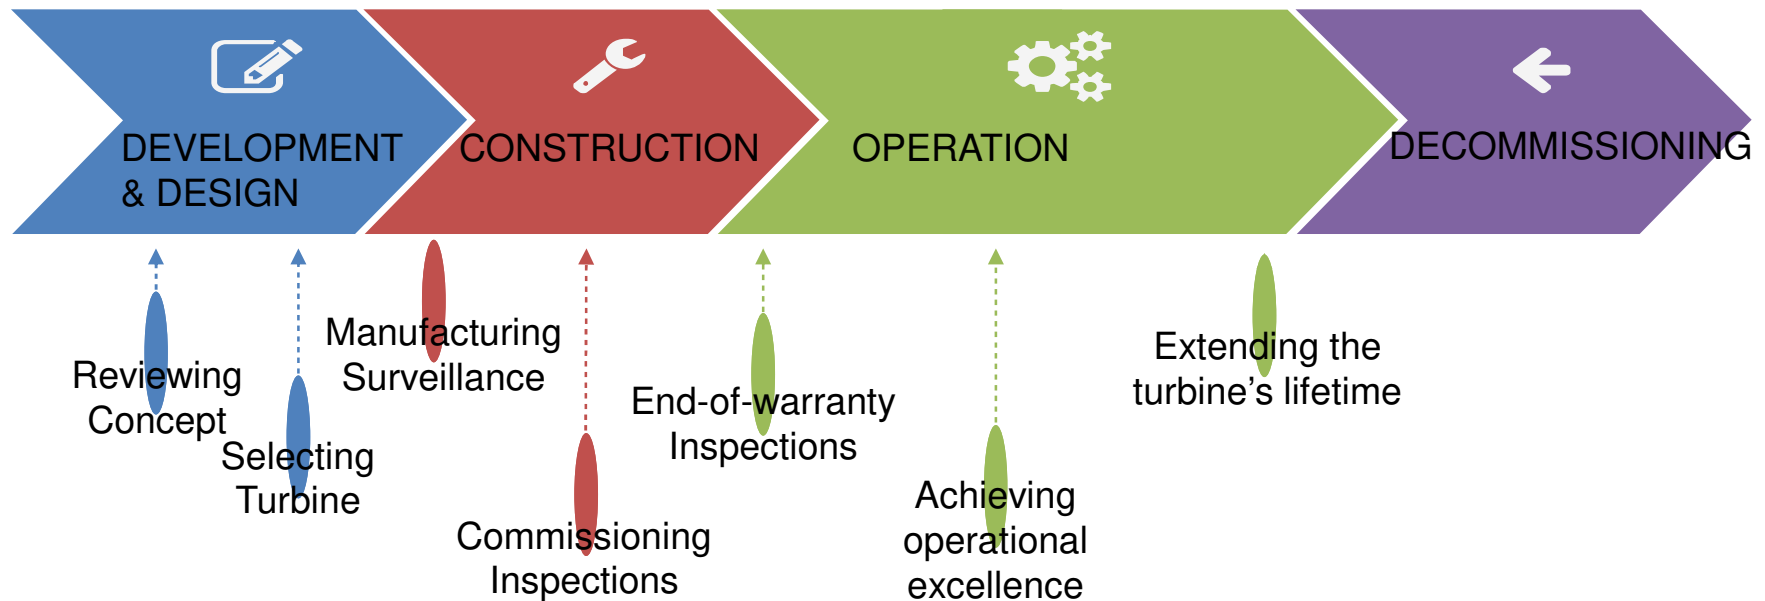 DEVELOPMENT
& DESIGN
CONSTRUCTION
OPERATION
DECOMMISSIONING
Reviewing
Concept
Selecting
Turbine
Manufacturing
Surveillance
Commissioning
Inspections
End-of-warranty
Inspections
Achieving
operational
excellence
Extending the
turbine’s lifetime